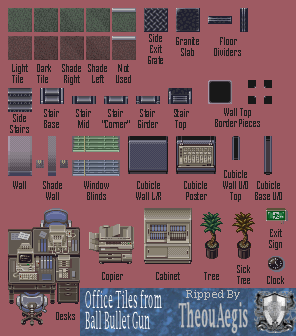 Light Tile
Dark Tile
Shade Right
Shade Left
Not Used
Side Exit Grate
Granite Slab
Floor Dividers
Side Stairs
Stair Base
Stair Mid
Stair "Corner"
Stair Girder
Stair Top
Wall Top Border Pieces
Wall
Shade Wall
Window Blinds
Cubicle Wall L/R
Cubicle Poster
Cubicle Wall U/D Top
Cubicle Base U/D
Desks
Copier
Cabinet
Tree
Sick Tree
Exit Sign
Clock
Office Tiles from
Ball Bullet Gun
Ripped By
TheouAegis